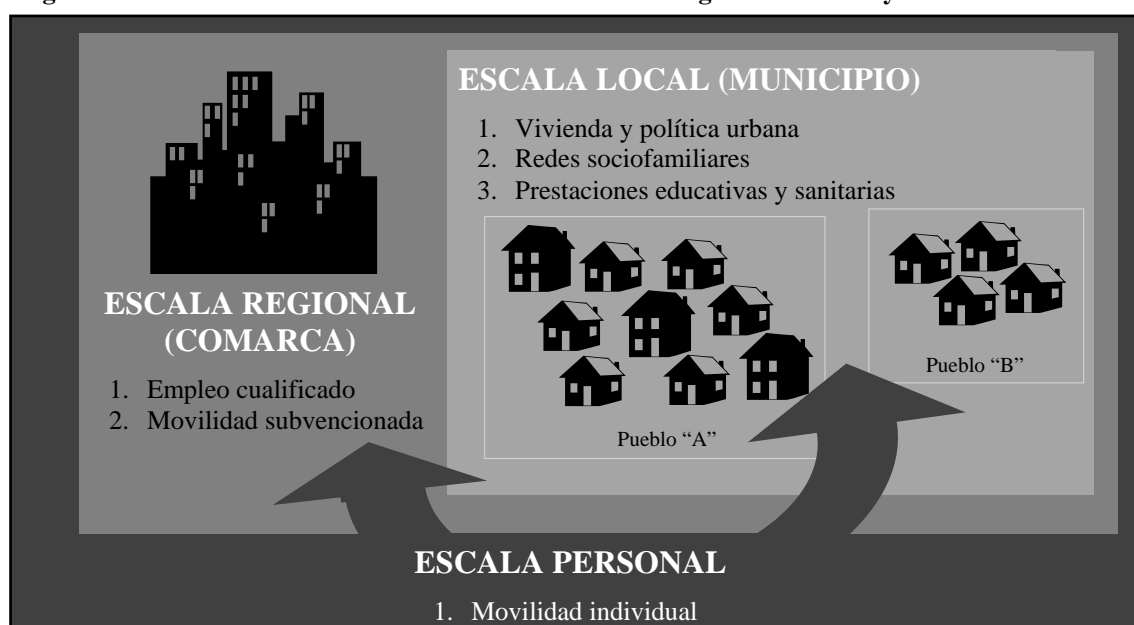 ESCALA LOCAL (MUNICIPIO)
1. Vivienda y política urbana
2. Redes sociofamiliares
3. Prestaciones educativas y sanitarias
Pueblo “A”
Pueblo “B”
ESCALA REGIONAL
(COMARCA)
1. Empleo cualificado
2. Movilidad subvencionada
ESCALA PERSONAL
1. Movilidad individual